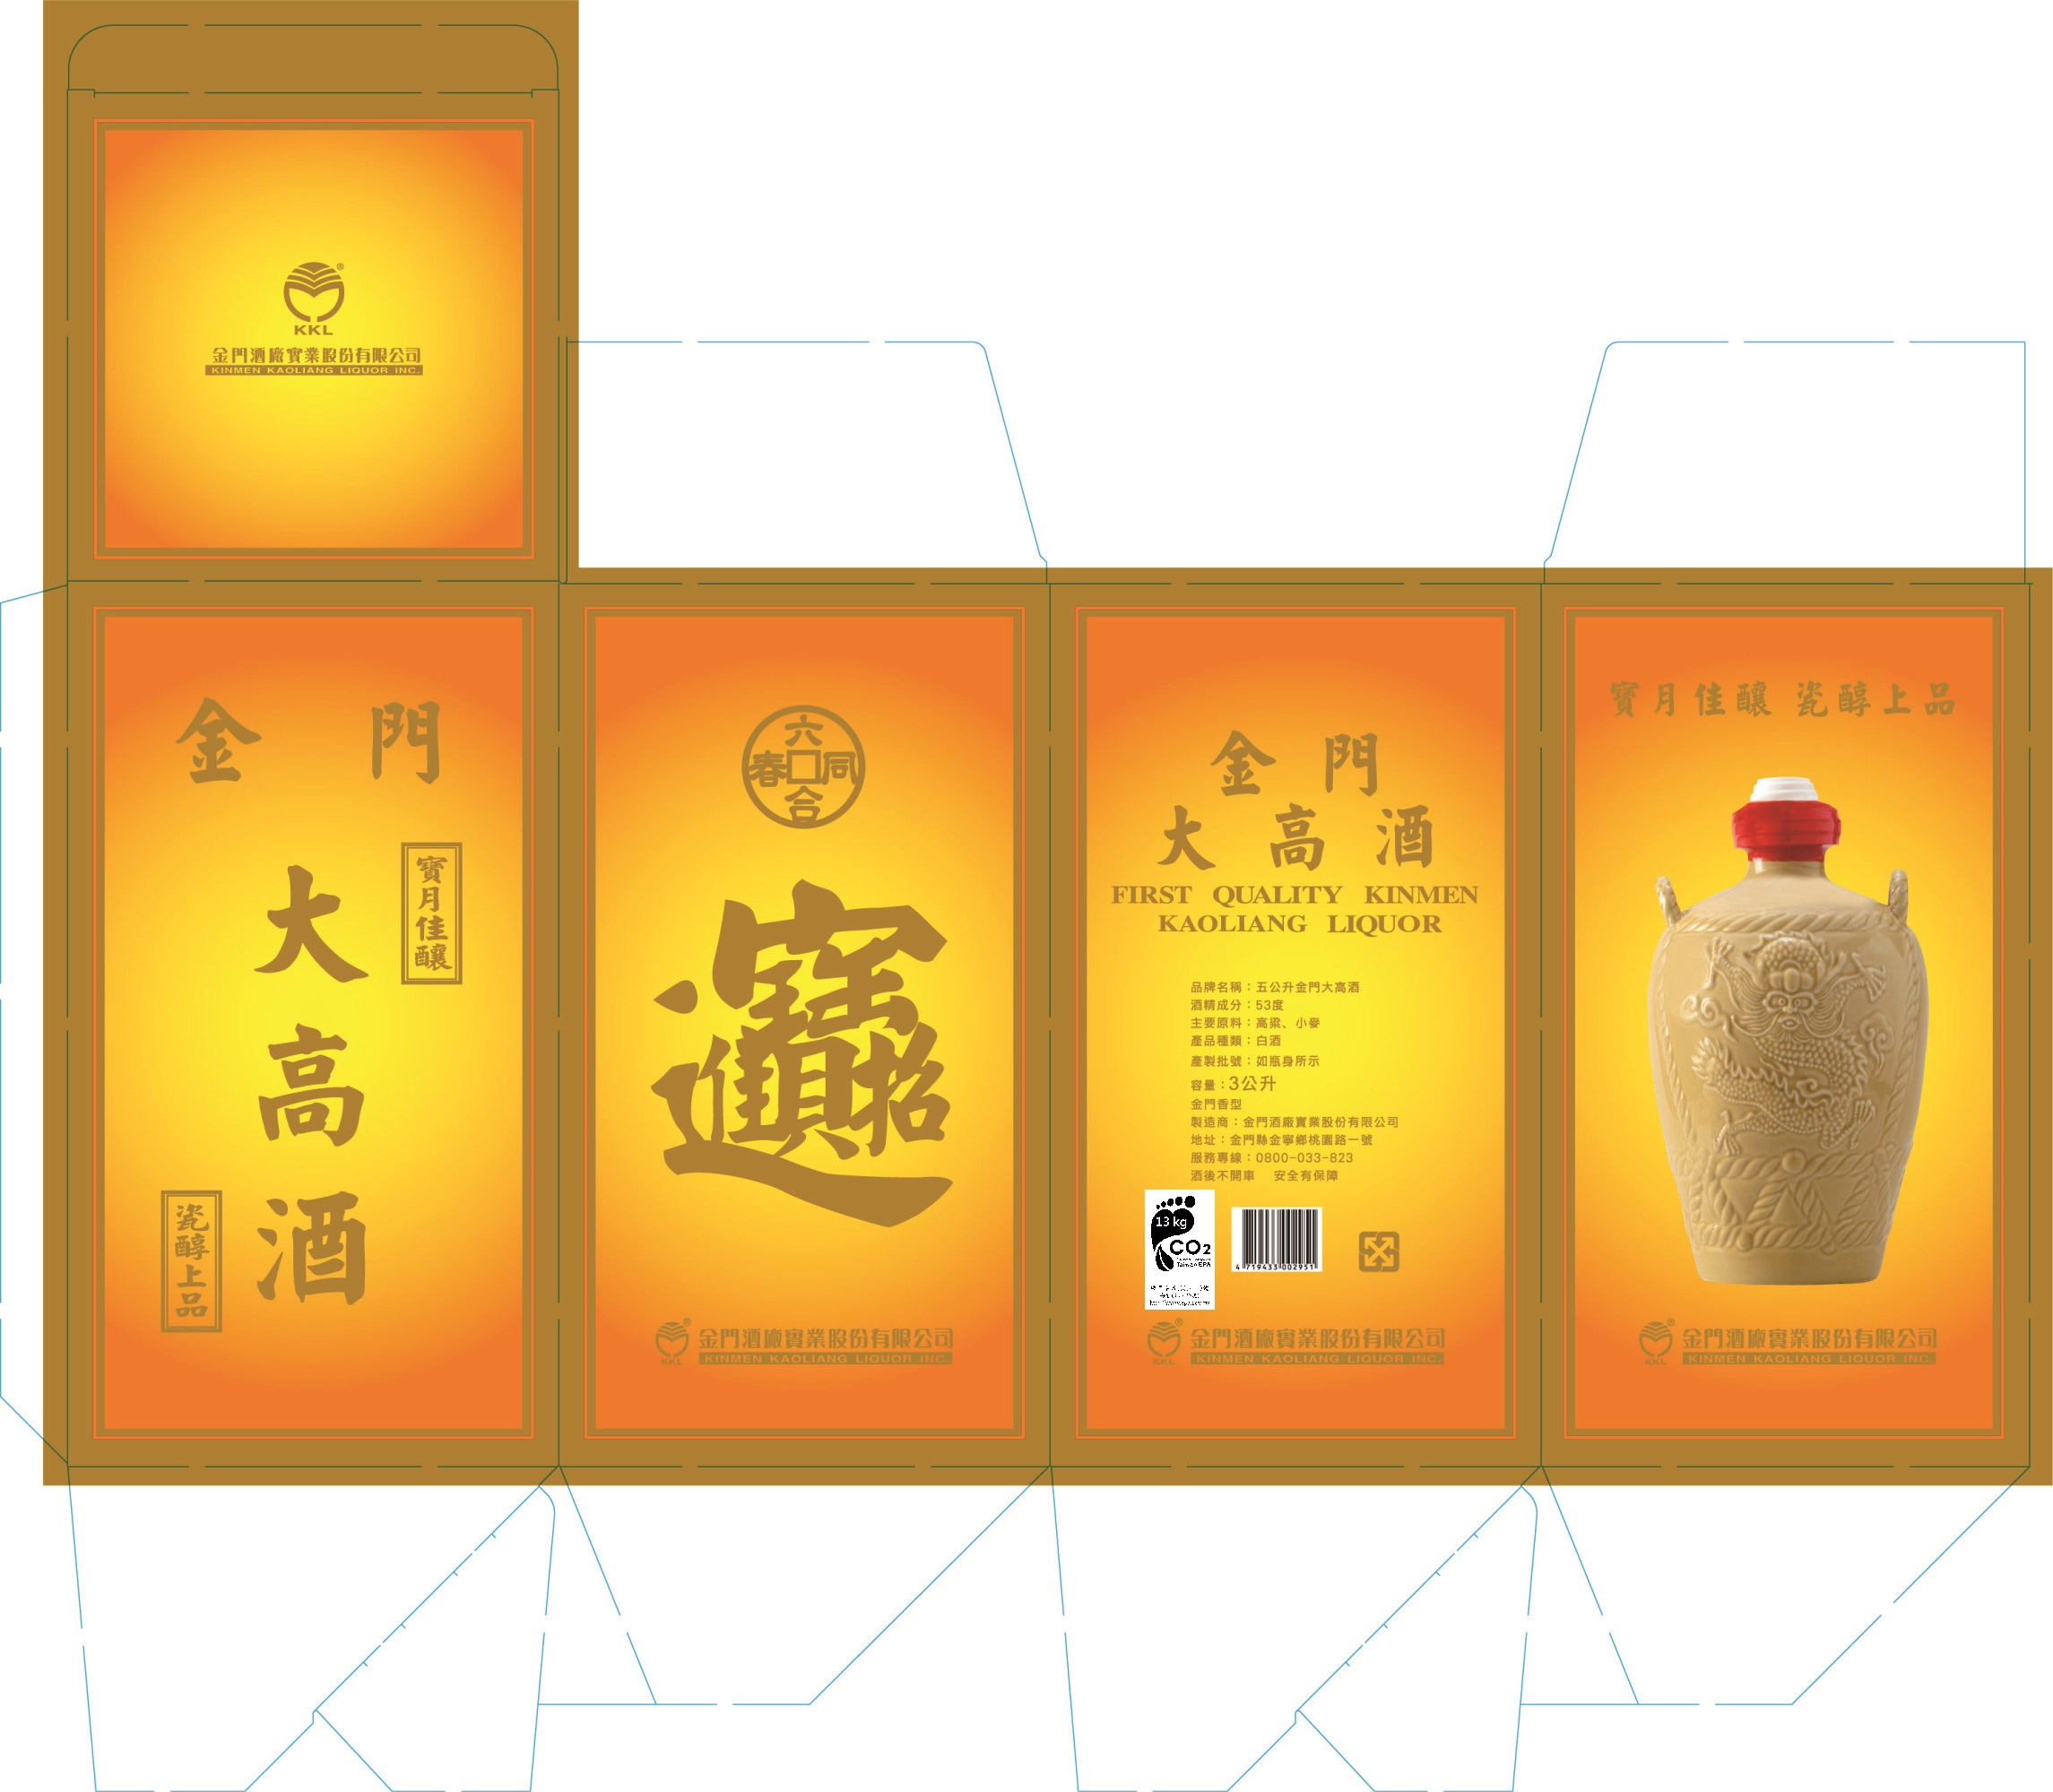 ®
KKL
金門酒廠實業股份有限公司
KINMEN KAOLIANG LIQUOR INC.
金門
大高酒
寶月佳釀
瓷醇上品
六合同春
招財進寶
®
KKL
金門酒廠實業股份有限公司
KINMEN KAOLIANG LIQUOR INC.
金門
大高酒
FIRST QUALITY KINMEN
KAOLIANG LIQUOR
品牌名稱：五公升金門大高酒
酒精成分：53度
主要原料：高粱、小麥
產品種類：白酒
產製批號：如瓶身所示
容量：3公升
金門香型
製造商：金門酒廠實業股份有限公司
地址：金門縣金寧鄉桃園路一號
服務專線：0800-033-823
酒後不開車　安全有保障
13 kg
CO2
Taiwan EPA
4 719433 002951
®
KKL
金門酒廠實業股份有限公司
KINMEN KAOLIANG LIQUOR INC.
寶月佳釀 瓷醇上品
®
KKL
金門酒廠實業股份有限公司
KINMEN KAOLIANG LIQUOR INC.